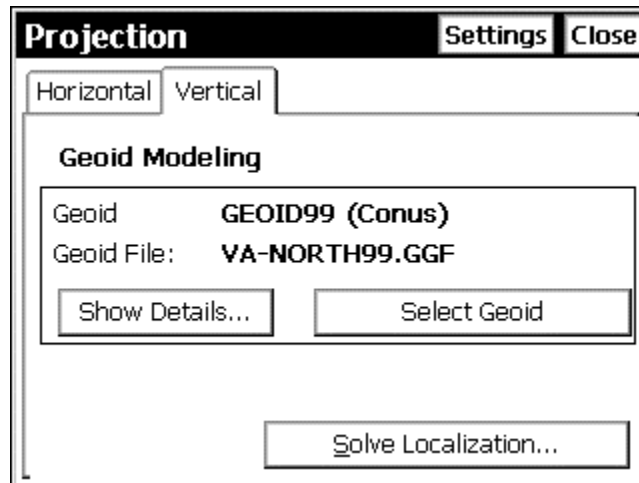 Projection Settings Close
Horizontal Vertical
Geoid Modeling
Geoid GEOID99 (Conus)
Geoid File: VA-NORTH99.GGF
Show Details... Select Geoid
Solve Localization...